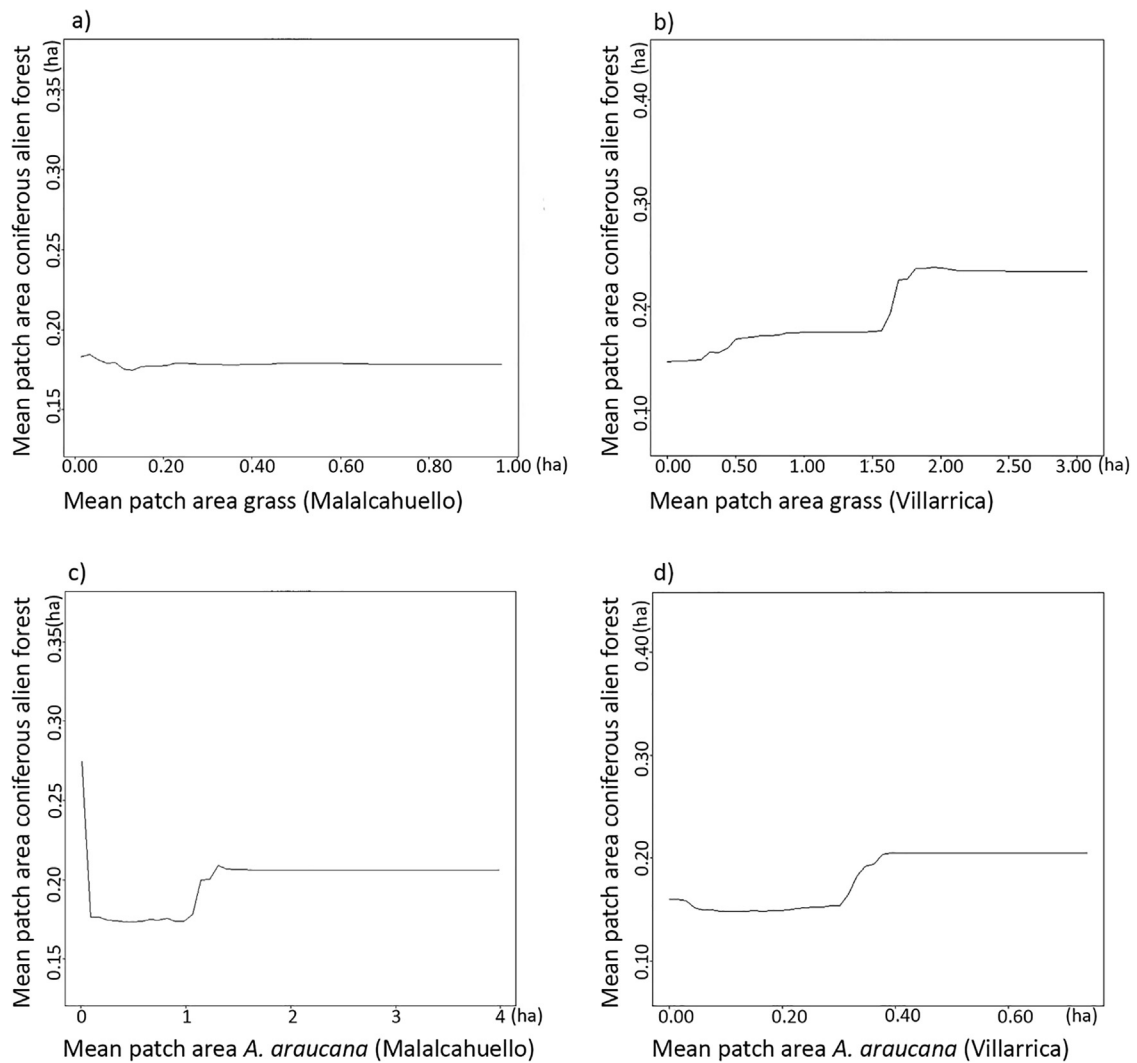 a)
Mean patch area coniferous alien forest
(ha)
0.35
0.30
0.25
0.20
0.15
0.00 0.20 0.40 0.60 0.80 1.00 (ha)
Mean patch area grass (Malalcahuello)
b)
Mean patch area coniferous alien forest
(ha)
0.40
0.30
0.20
0.10
0.00 0.50 1.00 1.50 2.00 2.50 3.00 (ha)
Mean patch area grass (Villarrica)
c)
Mean patch area coniferous alien forest
(ha)
0.35
0.30
0.25
0.20
0.15
0 1 2 3 4 (ha)
Mean patch area A. araucana (Malalcahuello)
d)
Mean patch area coniferous alien forest
(ha)
0.40
0.30
0.20
0.10
0.00 0.20 0.40 0.60 (ha)
Mean patch area A. araucana (Villarrica)